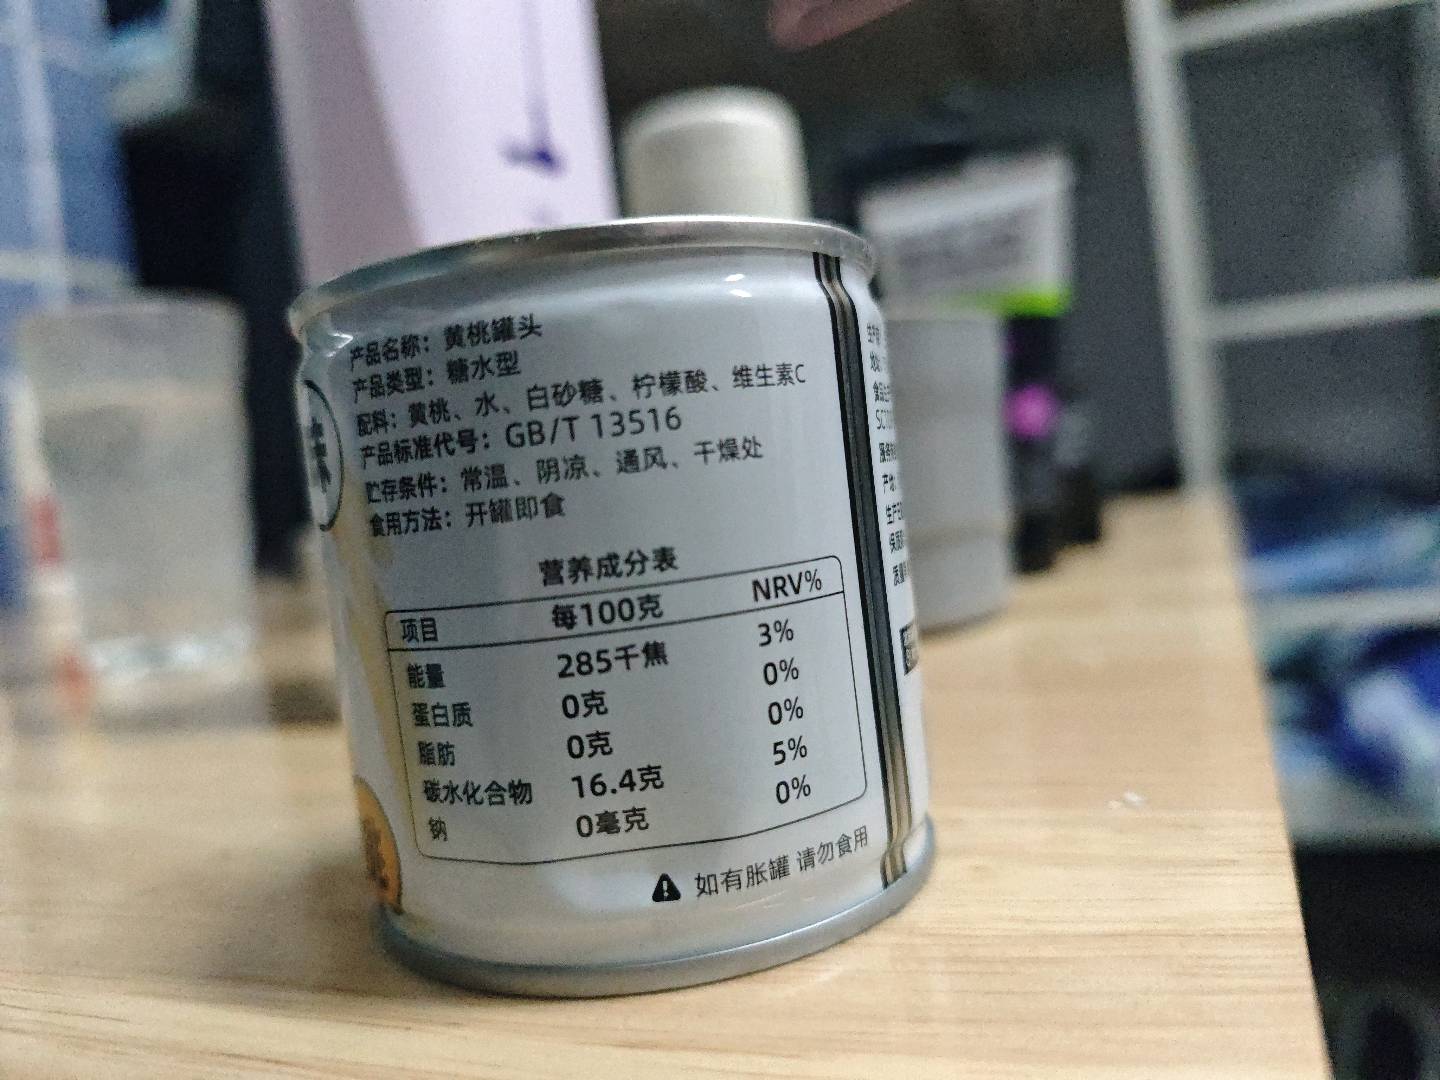 产品名称：黄桃罐头
产品类型：糖水型
配料：黄桃、水、白砂糖、柠檬酸、维生素C
产品标准代号：GB/T 13516
贮存条件：常温、阴凉、通风、干燥处
食用方法：开罐即食
营养成分表
项目 每100克 NRV%
能量 285千焦 3%
蛋白质 0克 0%
脂肪 0克 0%
碳水化合物 16.4克 5%
钠 0毫克 0%
如有胀罐 请勿食用
味
地址
产地